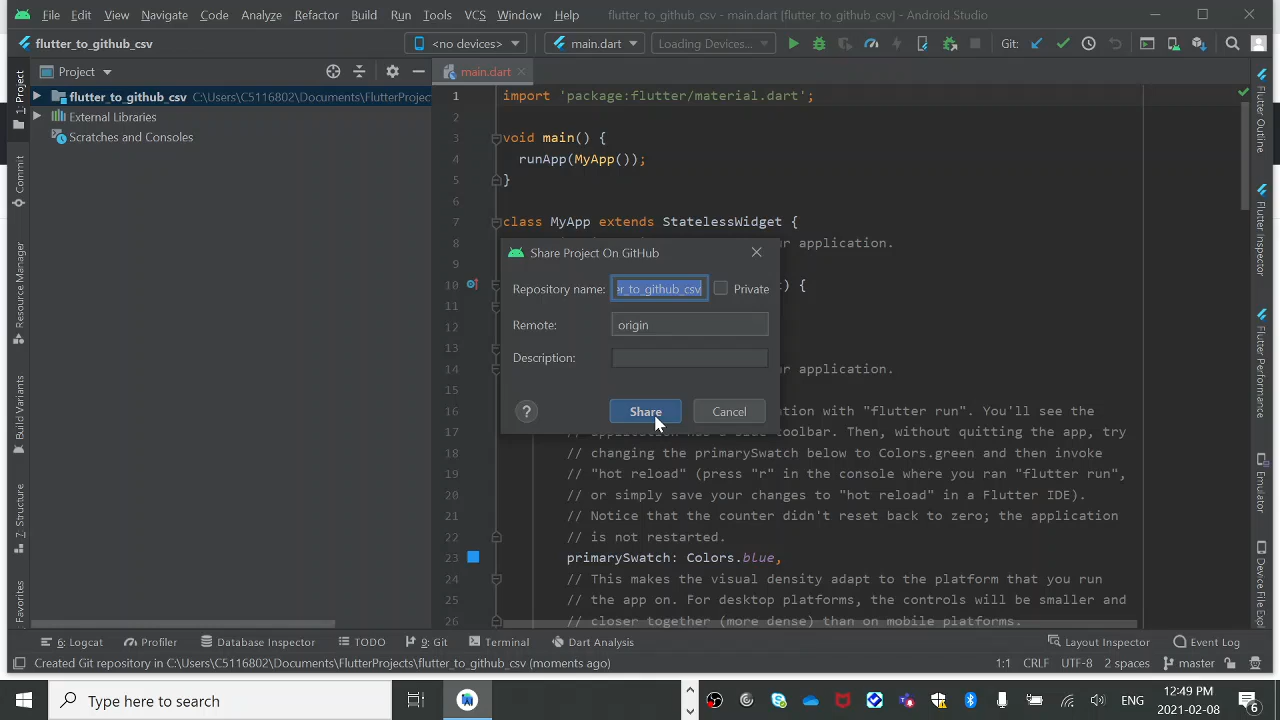 File Edit View Navigate Code Analyze Refactor Build Run Tools VCS Window Help flutter_to_github_csv - main.dart [flutter_to_github_csv] - Android Studio
flutter_to_github_csv <no devices> main.dart Loading Devices... Git:
Project main.dart
flutter_to_github_csv C:\Users\C5116802\Documents\FlutterProjec
External Libraries
Scratches and Consoles
1: Project
Commit
Resource Manager
Build Variants
7: Structure
Favorites
1 import 'package:flutter/material.dart';
2
3 void main() {
4 runApp(MyApp());
5 }
6
7 class MyApp extends StatelessWidget {
8 r application.
9
10 t) {
11
12
13
14 r application.
15
16 tion with "flutter run". You'll see the
17 toolbar. Then, without quitting the app, try
18 // changing the primarySwatch below to Colors.green and then invoke
19 // "hot reload" (press "r" in the console where you ran "flutter run",
20 // or simply save your changes to "hot reload" in a Flutter IDE).
21 // Notice that the counter didn't reset back to zero; the application
22 // is not restarted.
23 primarySwatch: Colors.blue,
24 // This makes the visual density adapt to the platform that you run
25 // the app on. For desktop platforms, the controls will be smaller and
26 // closer together (more dense) than on mobile platforms.
Share Project On GitHub
Repository name: er_to_github_csv Private
Remote: origin
Description:
? Share Cancel
Flutter Outline
Flutter Inspector
Flutter Performance
Emulator
Device File Expl
6: Logcat Profiler Database Inspector TODO 9: Git Terminal Dart Analysis Layout Inspector Event Log
Created Git repository in C:\Users\C5116802\Documents\FlutterProjects\flutter_to_github_csv (moments ago) 1:1 CRLF UTF-8 2 spaces master
Type here to search ENG 12:49 PM
2021-02-08 6